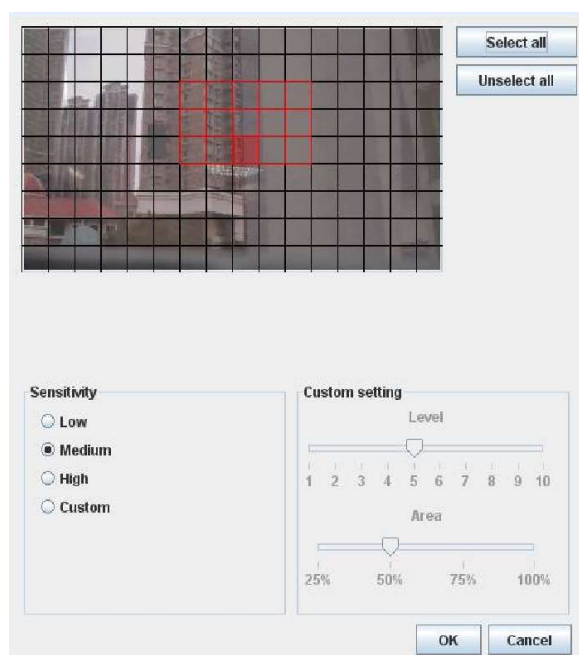 Select all
Unselect all
Sensitivity
Low
Medium
High
Custom
Custom setting
Level
1 2 3 4 5 6 7 8 9 10
Area
25% 50% 75% 100%
OK Cancel